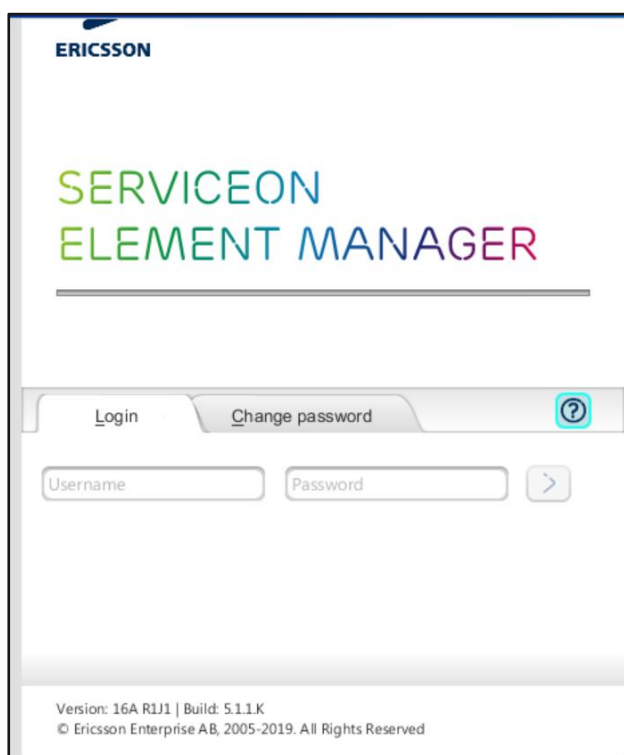 ERICSSON
SERVICEON
ELEMENT MANAGER
Login
Change password
?
Username
Password
Version: 16A R1J1 | Build: 5.1.1.K
© Ericsson Enterprise AB, 2005-2019. All Rights Reserved